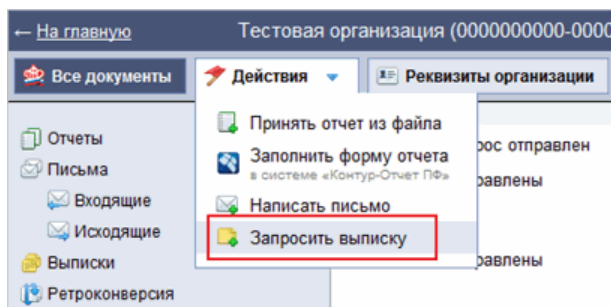 ← На главную Тестовая организация (0000000000-0000
Все документы Действия Реквизиты организации
Отчеты
Письма
Входящие
Исходящие
Выписки
Ретроконверсия
Принять отчет из файла
Заполнить форму отчета
в системе «Контур-Отчет ПФ»
Написать письмо
Запросить выписку
рос отправлен
равлены
равлены